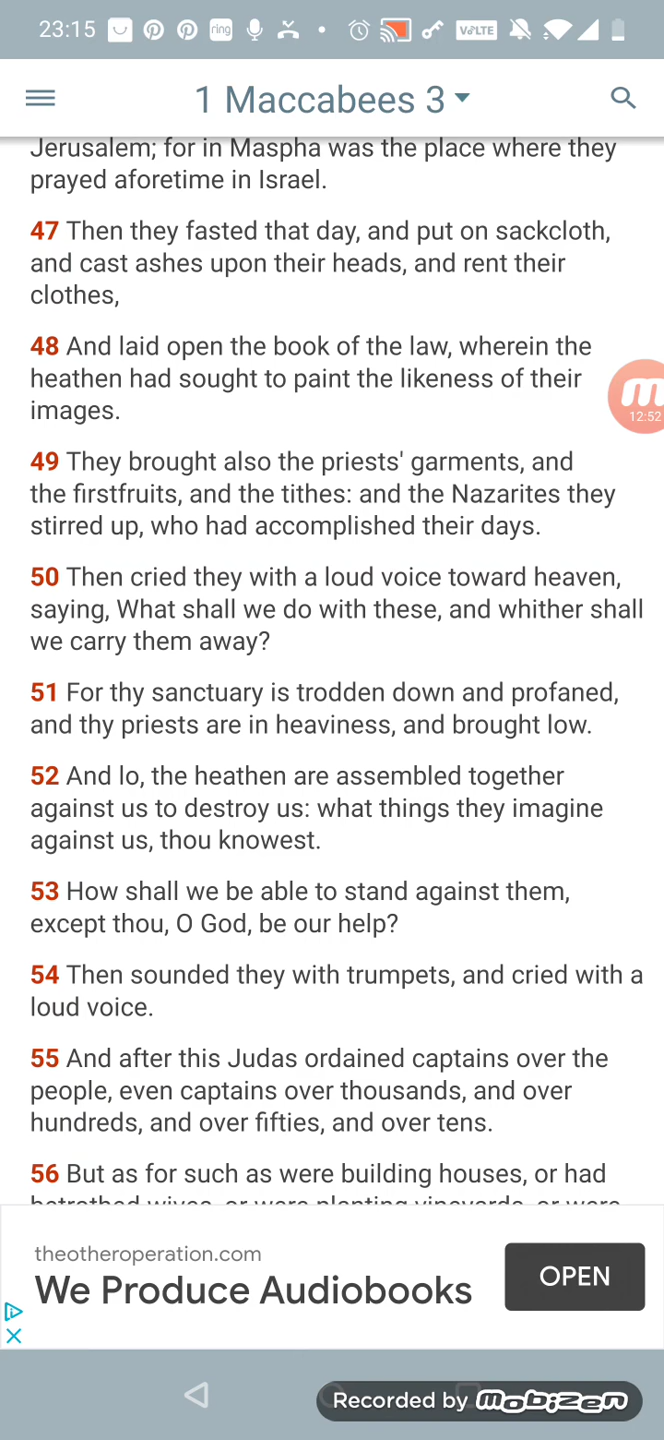 23:15
ring
VoLTE
1 Maccabees 3
Jerusalem; for in Maspha was the place where they
prayed aforetime in Israel.
47 Then they fasted that day, and put on sackcloth,
and cast ashes upon their heads, and rent their
clothes,
48 And laid open the book of the law, wherein the
heathen had sought to paint the likeness of their
images.
m
12:52
49 They brought also the priests' garments, and
the firstfruits, and the tithes: and the Nazarites they
stirred up, who had accomplished their days.
50 Then cried they with a loud voice toward heaven,
saying, What shall we do with these, and whither shall
we carry them away?
51 For thy sanctuary is trodden down and profaned,
and thy priests are in heaviness, and brought low.
52 And lo, the heathen are assembled together
against us to destroy us: what things they imagine
against us, thou knowest.
53 How shall we be able to stand against them,
except thou, O God, be our help?
54 Then sounded they with trumpets, and cried with a
loud voice.
55 And after this Judas ordained captains over the
people, even captains over thousands, and over
hundreds, and over fifties, and over tens.
56 But as for such as were building houses, or had
betrothed wives, or were planting vineyards, or were
theotheroperation.com
We Produce Audiobooks
OPEN
Recorded by mobizen